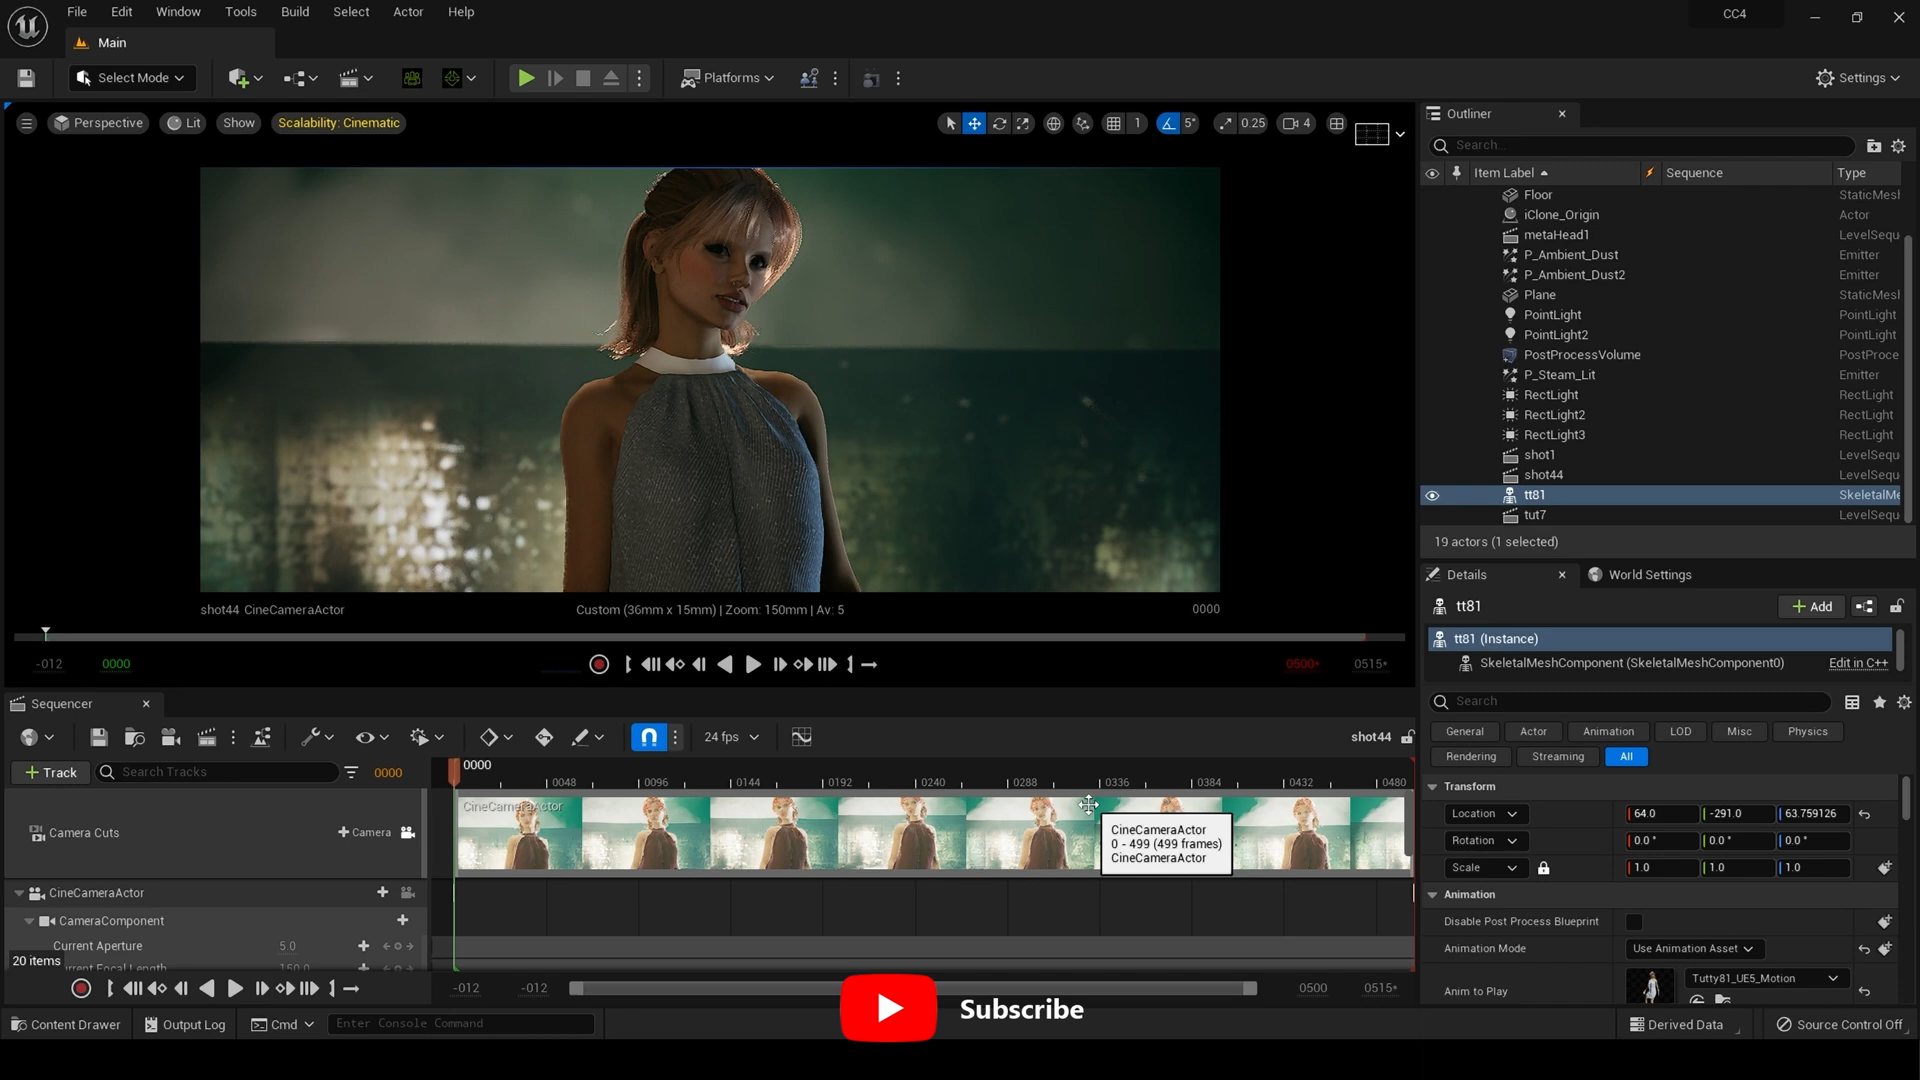 File Edit Window Tools Build Select Actor Help
CC4
Main
Select Mode
Platforms
Settings
Perspective Lit Show Scalability: Cinematic
1 5° 0.25 4
Outliner
Search...
Item Label Sequence Type
Floor StaticMesl
iClone_Origin Actor
metaHead1 LevelSequ
P_Ambient_Dust Emitter
P_Ambient_Dust2 Emitter
Plane StaticMesl
PointLight PointLight
PointLight2 PointLight
PostProcessVolume PostProce
P_Steam_Lit Emitter
RectLight RectLight
RectLight2 RectLight
RectLight3 RectLight
shot1 LevelSequ
shot44 LevelSequ
tt81 SkeletalMe
tut7 LevelSequ
19 actors (1 selected)
shot44 CineCameraActor Custom (36mm x 15mm) | Zoom: 150mm | Av: 5 0000
-012 0000 0500* 0515*
Details World Settings
tt81 Add
tt81 (Instance)
SkeletalMeshComponent (SkeletalMeshComponent0) Edit in C++
Search
General Actor Animation LOD Misc Physics
Rendering Streaming All
Transform
Location 64.0 -291.0 63.759126
Rotation 0.0 ° 0.0 ° 0.0 °
Scale 1.0 1.0 1.0
Animation
Disable Post Process Blueprint
Animation Mode Use Animation Asset
Anim to Play Tutty81_UE5_Motion
Sequencer
24 fps shot44
+ Track Search Tracks 0000
0000
0048 0096 0144 0192 0240 0288 0336 0384 0432 0480
CineCameraActor
Camera Cuts + Camera
CineCameraActor
0 - 499 (499 frames)
CineCameraActor
CineCameraActor
CameraComponent
Current Aperture 5.0
20 items
Current Focal Length 150.0
-012 -012 0500 0515*
Subscribe
Content Drawer Output Log Cmd Enter Console Command
Derived Data Source Control Off